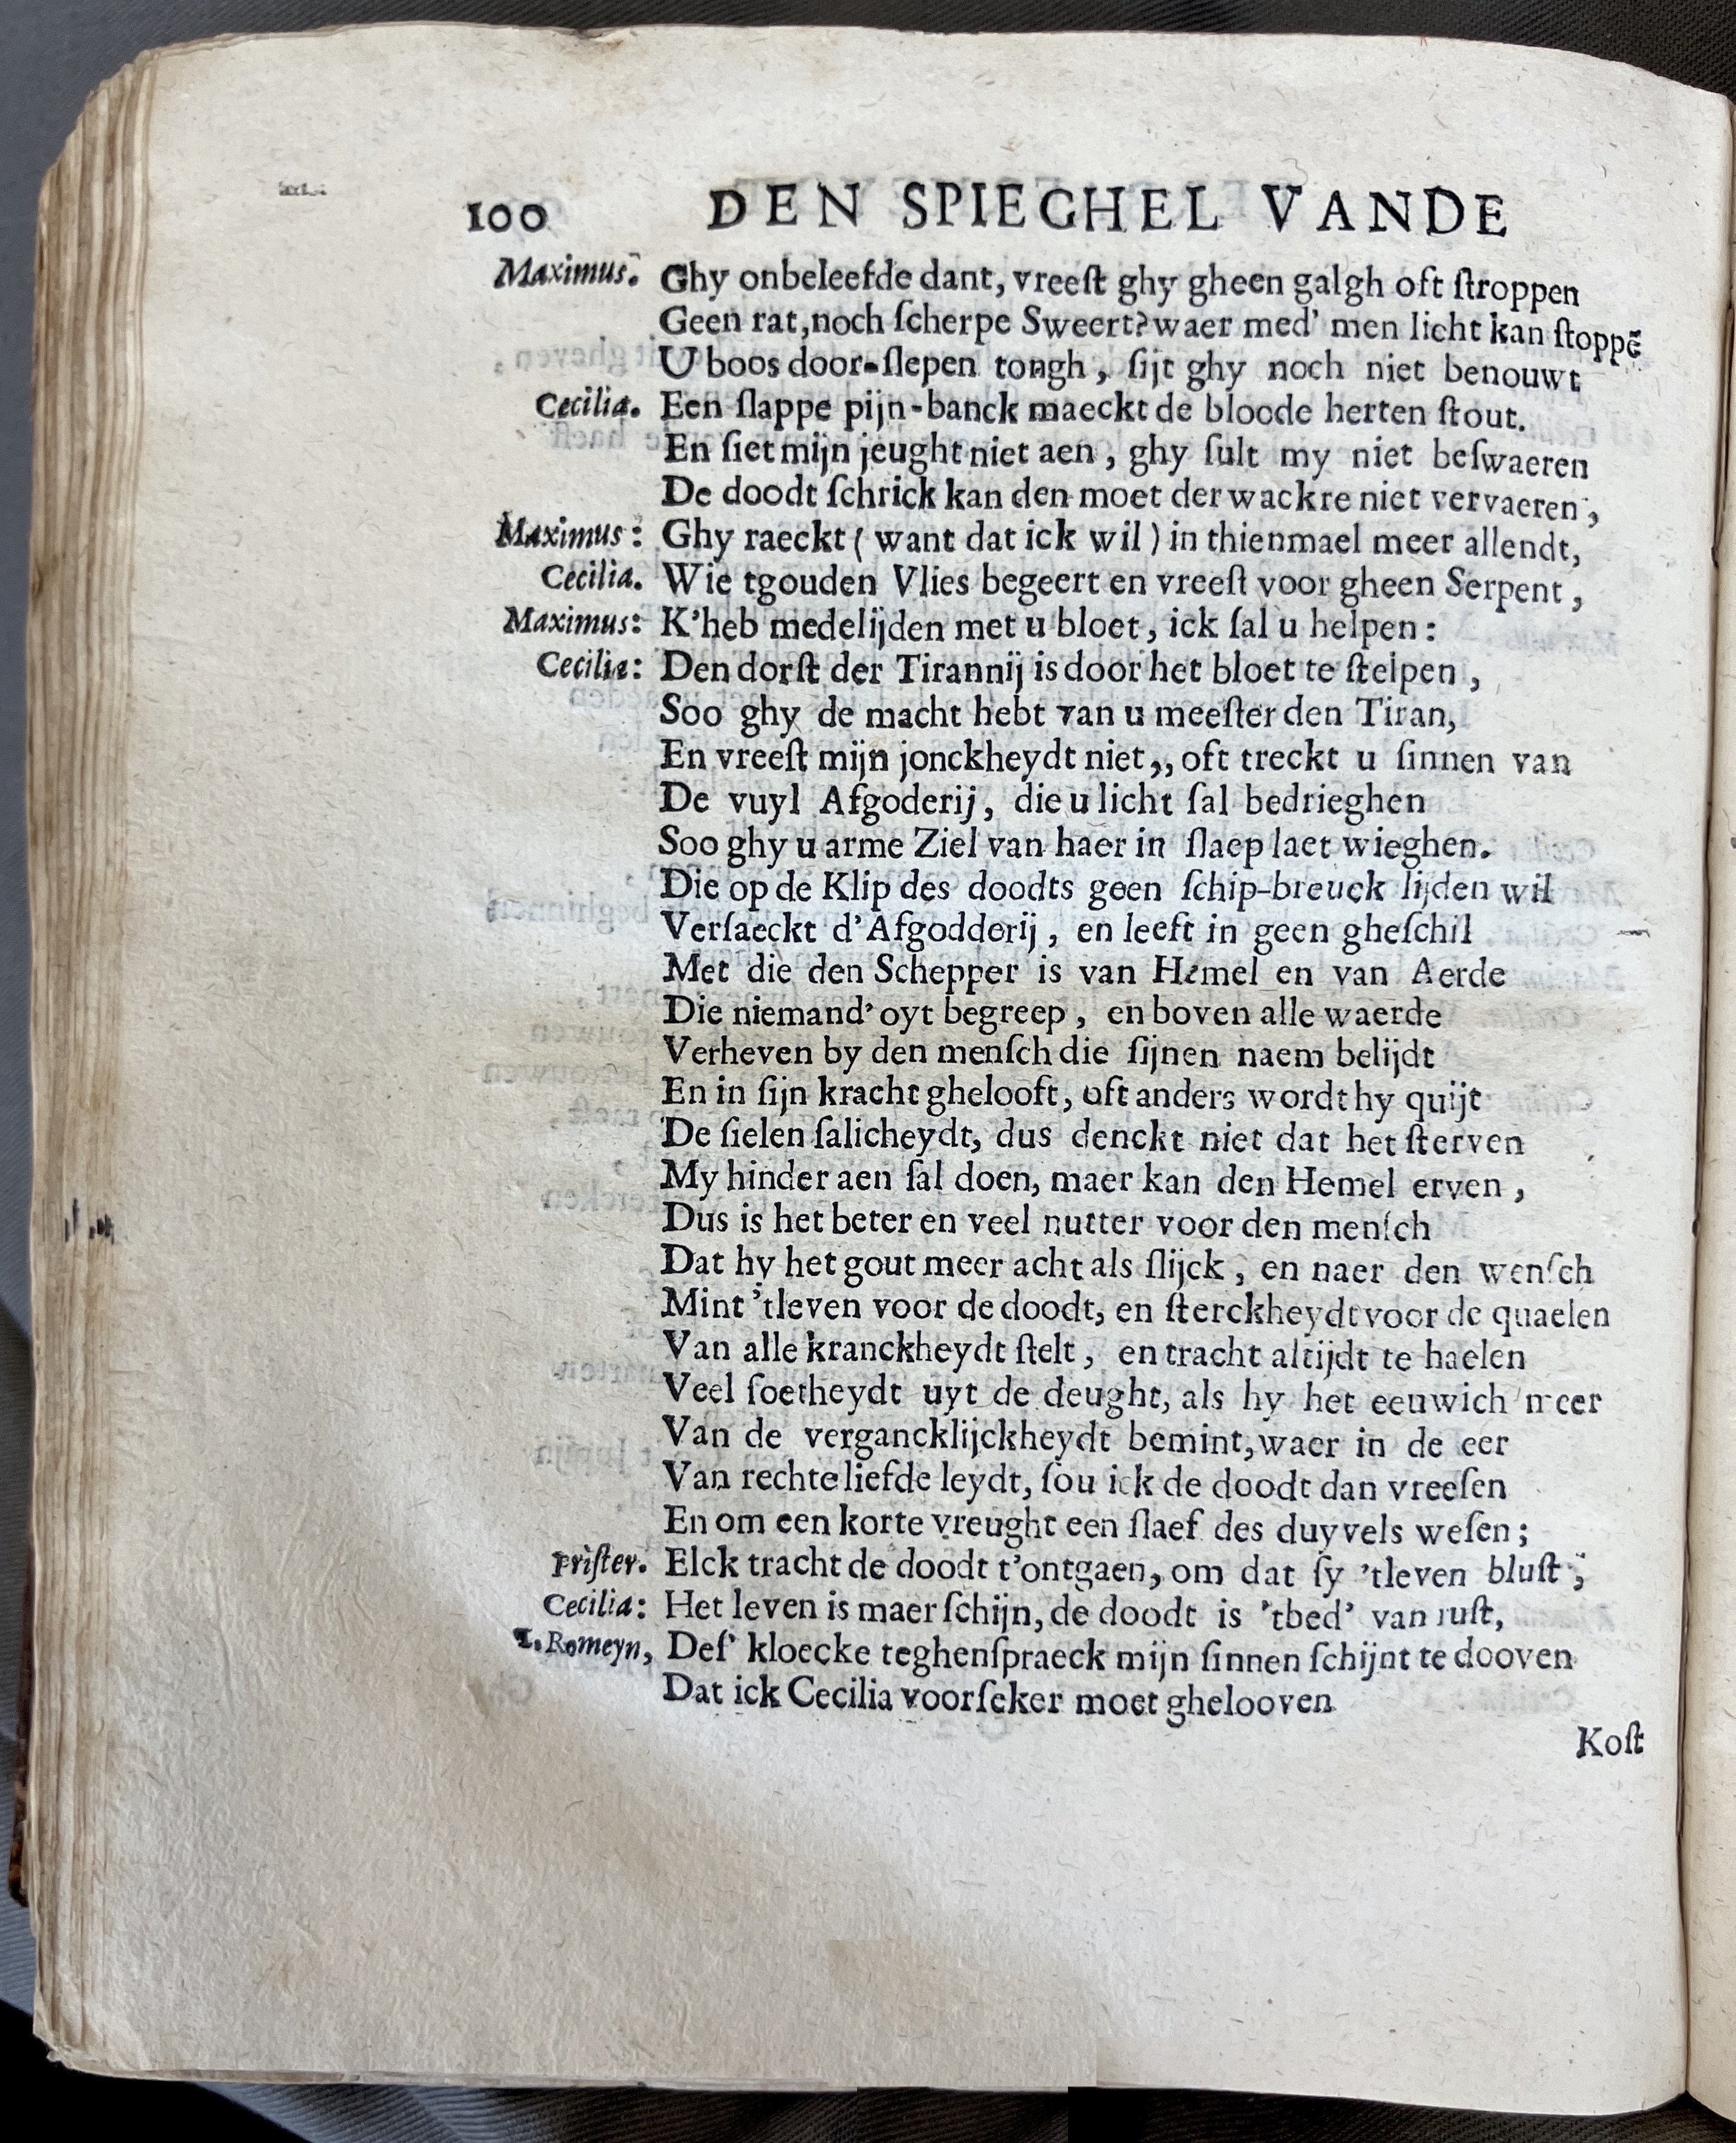 100 DEN SPIEGHEL VANDE
Maximus. Ghy onbeleefde dant, vreeſt ghy gheen galgh oft ſtroppen
Geen rat, noch ſcherpe Sweert? waer med' men licht kan ſtoppē
U boos door-ſlepen tongh, ſijt ghy noch niet benouwt
Cecilia. Een ſlappe pijn-banck maeckt de bloode herten ſtout.
En ſiet mijn jeught niet aen, ghy ſult my niet beſwaeren
De doodt ſchrick kan den moet der wackre niet vervaeren;
Maximus: Ghy raeckt (want dat ick wil) in thienmael meer allendt,
Cecilia. Wie tgouden Vlies begeert en vreeſt voor gheen Serpent,
Maximus: K'heb medelijden met u bloet, ick ſal u helpen:
Cecilia: Den dorſt der Tirannij is door het bloet te ſtelpen,
Soo ghy de macht hebt van u meeſter den Tiran,
En vreeſt mijn jonckheydt niet,, oft treckt u ſinnen van
De vuyl Afgoderij, die u licht ſal bedrieghen
Soo ghy u arme Ziel van haer in ſlaep laet wieghen.
Die op de Klip des doodts geen ſchip-breuck lijden wil
Verſaeckt d'Afgodderij, en leeft in geen gheſchil
Met die den Schepper is van Hemel en van Aerde
Die niemand' oyt begreep, en boven alle waerde
Verheven by den menſch die ſijnen naem belijdt
En in ſijn kracht ghelooft, oft anders wordt hy quijt
De ſielen ſalicheydt, dus denckt niet dat het ſterven
My hinder aen ſal doen, maer kan den Hemel erven,
Dus is het beter en veel nutter voor den menſch
Dat hy het gout meer acht als ſlijck, en naer den wenſch
Mint 'tleven voor de doodt, en ſterckheydt voor de quaelen
Van alle kranckheydt ſtelt, en tracht altijdt te haelen
Veel ſoetheydt uyt de deught, als hy het eeuwich meer
Van de vergancklijckheydt bemint, waer in de eer
Van rechte liefde leydt, ſou ick de doodt dan vreeſen
En om een korte vreught een ſlaef des duyvels weſen;
Priſter. Elck tracht de doodt t'ontgaen, om dat ſy 'tleven bluſt;
Cecilia: Het leven is maer ſchijn, de doodt is 'tbed' van ruſt,
1. Romeyn, Deſ' kloecke teghenſpraeck mijn ſinnen ſchijnt te dooven
Dat ick Cecilia voorſeker moet ghelooven
Koſt